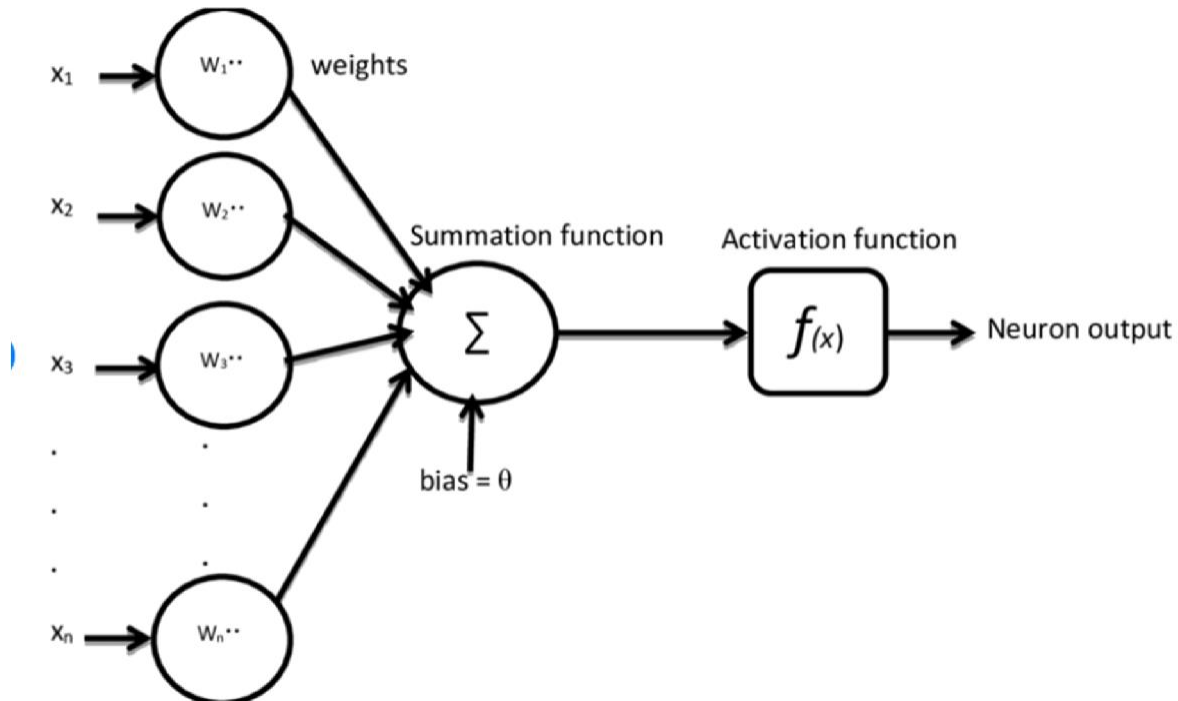 x₁
W₁··
weights
x₂
W₂··
Summation function
Activation function
Σ
f(x)
Neuron output
x₃
W₃··
bias = θ
xₙ
Wₙ··